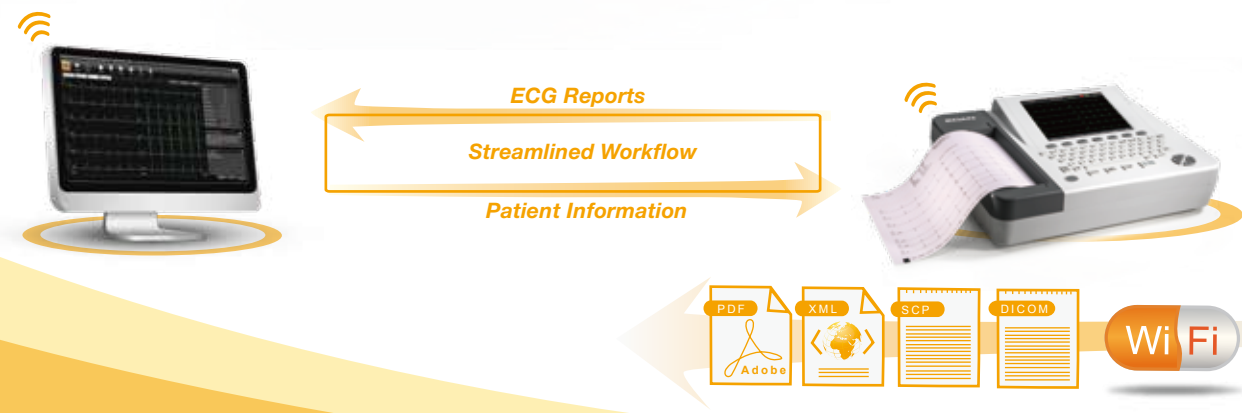 ECG Reports
Streamlined Workflow
Patient Information
PDF
XML
SCP
DICOM
Adobe
Wi Fi